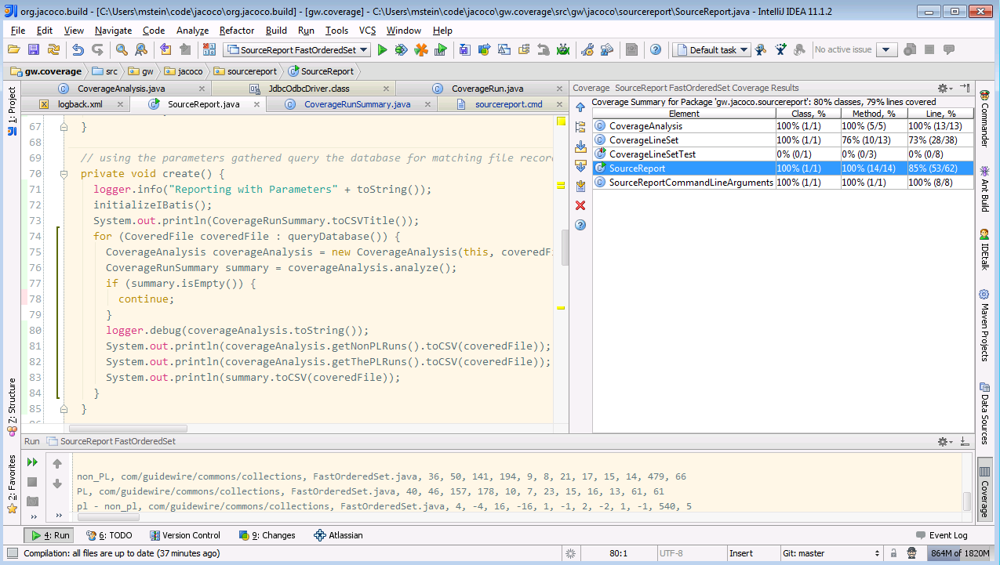 org.jacoco.build - [C:\Users\mstein\code\jacoco\org.jacoco.build] - [gw.coverage] - C:\Users\mstein\code\jacoco\gw.coverage\src\gw\jacoco\sourcereport\SourceReport.java - IntelliJ IDEA 11.1.2
File Edit View Navigate Code Analyze Refactor Build Run Tools VCS Window Help
SourceReport FastOrderedSet Default task No active issue
gw.coverage src gw jacoco sourcereport SourceReport
1: Project
Z: Structure
2: Favorites
CoverageAnalysis.java JdbcOdbcDriver.class CoverageRun.java
logback.xml SourceReport.java CoverageRunSummary.java sourcereport.cmd
67 }
68
69 // using the parameters gathered query the database for matching file recor
70 private void create() {
71 logger.info("Reporting with Parameters" + toString());
72 initializeIBatis();
73 System.out.println(CoverageRunSummary.toCSVTitle());
74 for (CoveredFile coveredFile : queryDatabase()) {
75 CoverageAnalysis coverageAnalysis = new CoverageAnalysis(this, coveredFi
76 CoverageRunSummary summary = coverageAnalysis.analyze();
77 if (summary.isEmpty()) {
78 continue;
79 }
80 logger.debug(coverageAnalysis.toString());
81 System.out.println(coverageAnalysis.getNonPLRuns().toCSV(coveredFile));
82 System.out.println(coverageAnalysis.getThePLRuns().toCSV(coveredFile));
83 System.out.println(summary.toCSV(coveredFile));
84 }
85 }
86
Coverage SourceReport FastOrderedSet Coverage Results
Coverage Summary for Package 'gw.jacoco.sourcereport': 80% classes, 79% lines covered
Element Class, % Method, % Line, %
CoverageAnalysis 100% (1/1) 100% (5/5) 100% (13/13)
CoverageLineSet 100% (1/1) 76% (10/13) 73% (28/38)
CoverageLineSetTest 0% (0/1) 0% (0/3) 0% (0/8)
SourceReport 100% (1/1) 100% (14/14) 85% (53/62)
SourceReportCommandLineArguments 100% (1/1) 100% (1/1) 100% (8/8)
Commander
Ant Build
IDEtalk
Maven Projects
Data Sources
Coverage
Run SourceReport FastOrderedSet
non_PL, com/guidewire/commons/collections, FastOrderedSet.java, 36, 50, 141, 194, 9, 8, 21, 17, 15, 14, 479, 66
PL, com/guidewire/commons/collections, FastOrderedSet.java, 40, 46, 157, 178, 10, 7, 23, 15, 16, 13, 61, 61
pl - non_pl, com/guidewire/commons/collections, FastOrderedSet.java, 4, -4, 16, -16, 1, -1, 2, -2, 1, -1, 540, 5
4: Run 6: TODO Version Control 9: Changes Atlassian Event Log
Compilation: all files are up to date (37 minutes ago) 80:1 UTF-8 Insert Git: master 864M of 1820M